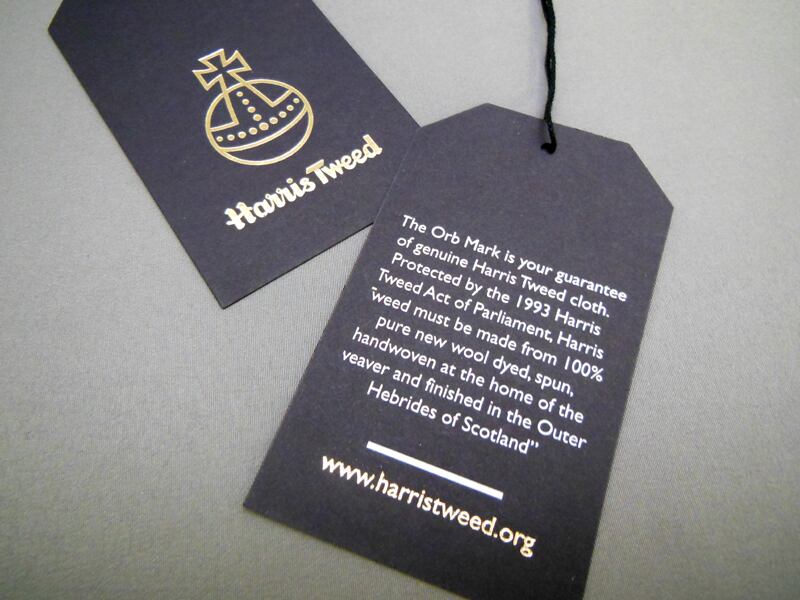 Harris Tweed
The Orb Mark is your guarantee
of genuine Harris Tweed cloth.
Protected by the 1993 Harris
Tweed Act of Parliament, Harris
Tweed must be made from 100%
pure new wool dyed, spun,
handwoven at the home of the
weaver and finished in the Outer
Hebrides of Scotland"
www.harristweed.org